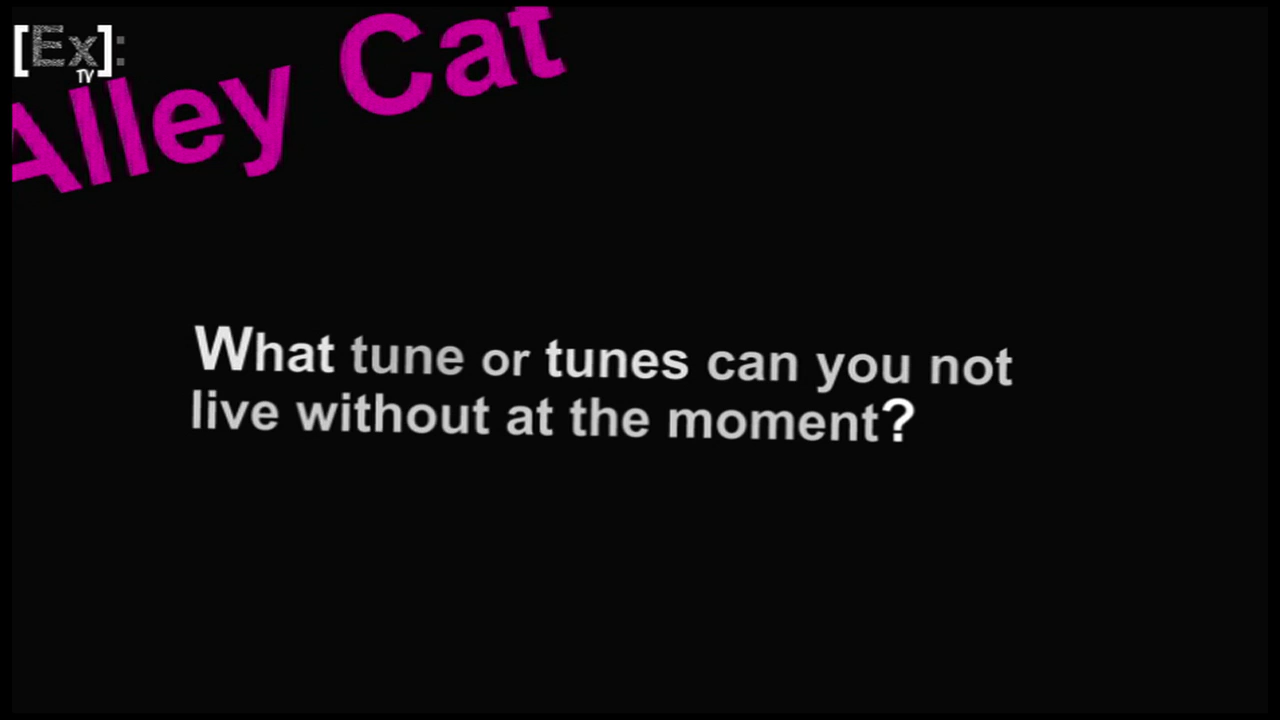 [Ex]:
TV
Alley Cat
What tune or tunes can you not
live without at the moment?